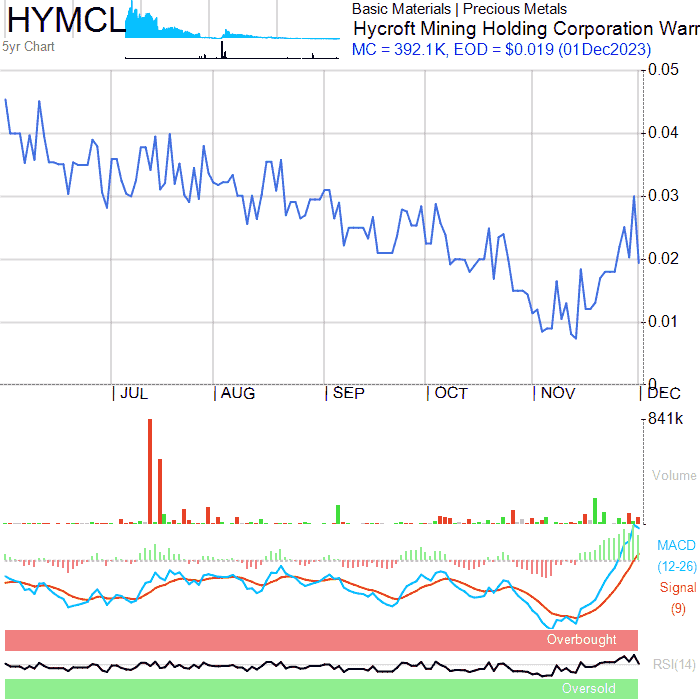 HYMCL
5yr Chart
Basic Materials | Precious Metals
Hycroft Mining Holding Corporation Warr
MC = 392.1K, EOD = $0.019 (01Dec2023)
0.05
0.04
0.03
0.02
0.01
0
| JUL | AUG | SEP | OCT | NOV | DEC
841k
Volume
MACD
(12-26)
Signal
(9)
Overbought
RSI(14)
Oversold